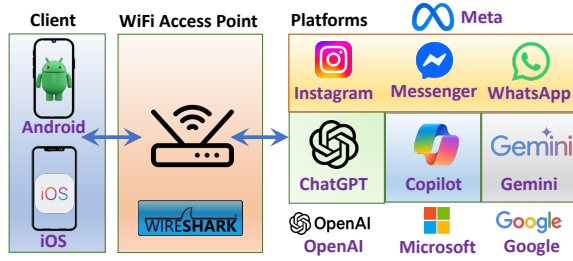 Client
WiFi Access Point
Platforms
Meta
Instagram
Messenger
WhatsApp
Android
iOS
iOS
WIRESHARK
ChatGPT
Copilot
Gemini
Gemini
OpenAI
OpenAI
Microsoft
Google
Google